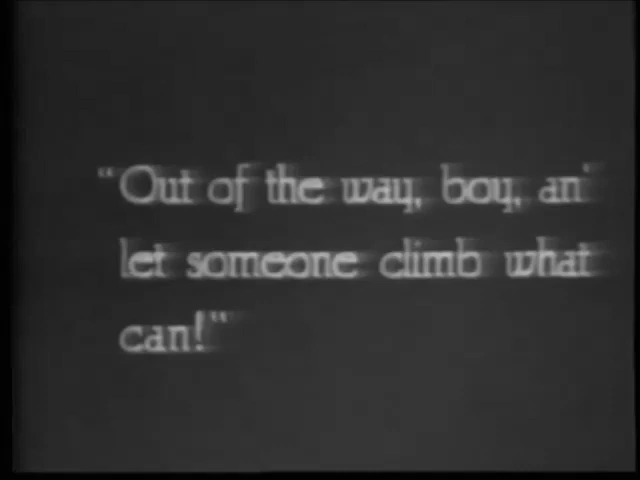 "Out of the way, boy, an'
let someone climb what
can!"